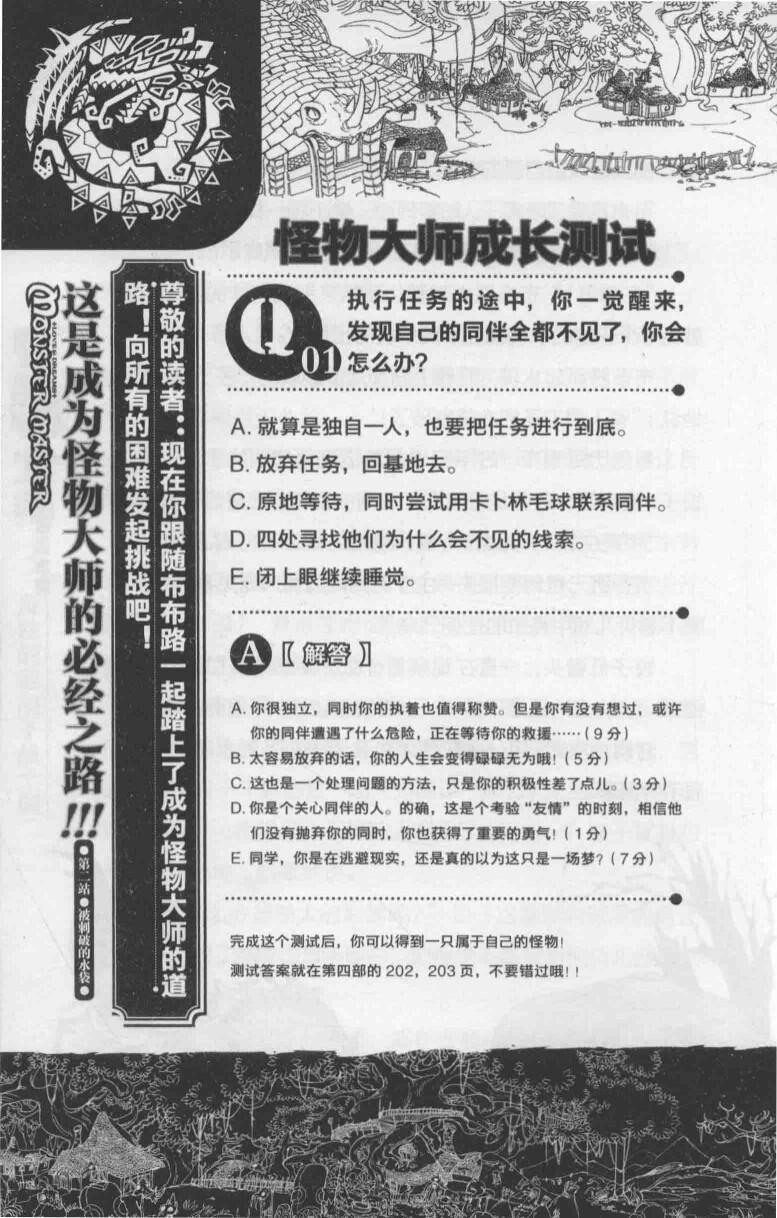 怪物大师成长测试
Q01
执行任务的途中，你一觉醒来，
发现自己的同伴全都不见了，你会
怎么办？
A. 就算是独自一人，也要把任务进行到底。
B. 放弃任务，回基地去。
C. 原地等待，同时尝试用卡卜林毛球联系同伴。
D. 四处寻找他们为什么会不见的线索。
E. 闭上眼继续睡觉。
A【解答】
A. 你很独立，同时你的执着也值得称赞。但是你有没有想过，或许
你的同伴遭遇了什么危险，正在等待你的救援……(9分)
B. 太容易放弃的话，你的人生会变得碌碌无为哦！(5分)
C. 这也是一个处理问题的方法，只是你的积极性差了点儿。(3分)
D. 你是个关心同伴的人。的确，这是个考验“友情”的时刻，相信他
们没有抛弃你的同时，你也获得了重要的勇气！(1分)
E. 同学，你是在逃避现实，还是真的以为这只是一场梦？(7分)
完成这个测试后，你可以得到一只属于自己的怪物！
测试答案就在第四部的202，203页，不要错过哦！！
尊敬的读者：现在你跟随布布路一起踏上了成为怪物大师的道
路！向所有的困难发起挑战吧！
这是成为怪物大师的必经之路!!!
●第二站●被刺破的水袋●
MONSTER MASTER